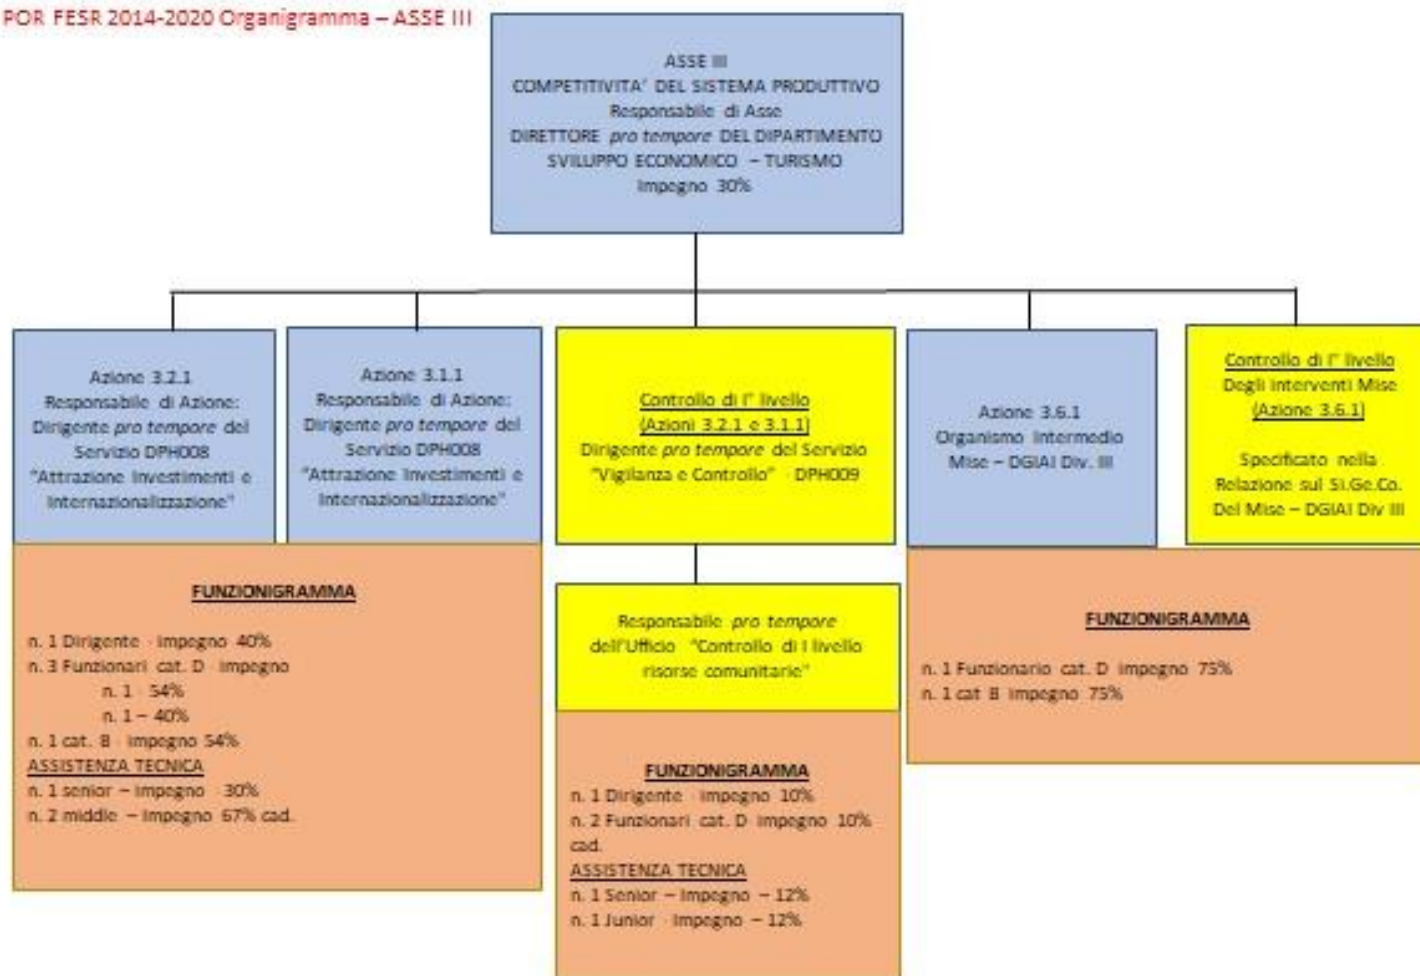 POR FESR 2014-2020 Organigramma – ASSE III
ASSE III
COMPETITIVITA' DEL SISTEMA PRODUTTIVO
Responsabile di Asse
DIRETTORE pro tempore DEL DIPARTIMENTO
SVILUPPO ECONOMICO – TURISMO
Impegno 30%
Azione 3.2.1
Responsabile di Azione:
Dirigente pro tempore del
Servizio DPH008
"Attrazione Investimenti e
Internazionalizzazione"
Azione 3.1.1
Responsabile di Azione:
Dirigente pro tempore del
Servizio DPH008
"Attrazione Investimenti e
Internazionalizzazione"
Controllo di I° livello
(Azioni 3.2.1 e 3.1.1)
Dirigente pro tempore del Servizio
"Vigilanza e Controllo" - DPH009
Azione 3.6.1
Organismo Intermedio
Mise – DGIAI Div. III
Controllo di I° livello
Degli interventi Mise
(Azione 3.6.1)
Specificato nella
Relazione sul Si.Ge.Co.
Del Mise – DGIAI Div III
FUNZIONIGRAMMA
n. 1 Dirigente - impegno 40%
n. 3 Funzionari cat. D - impegno
n. 1 - 54%
n. 1 – 40%
n. 1 cat. B - impegno 54%
ASSISTENZA TECNICA
n. 1 senior – impegno - 30%
n. 2 middle – impegno 67% cad.
Responsabile pro tempore
dell'Ufficio "Controllo di I livello
risorse comunitarie"
FUNZIONIGRAMMA
n. 1 Dirigente - impegno 10%
n. 2 Funzionari cat. D impegno 10%
cad.
ASSISTENZA TECNICA
n. 1 Senior – impegno – 12%
n. 1 Junior - impegno – 12%
FUNZIONIGRAMMA
n. 1 Funzionario cat. D impegno 75%
n. 1 cat B impegno 75%